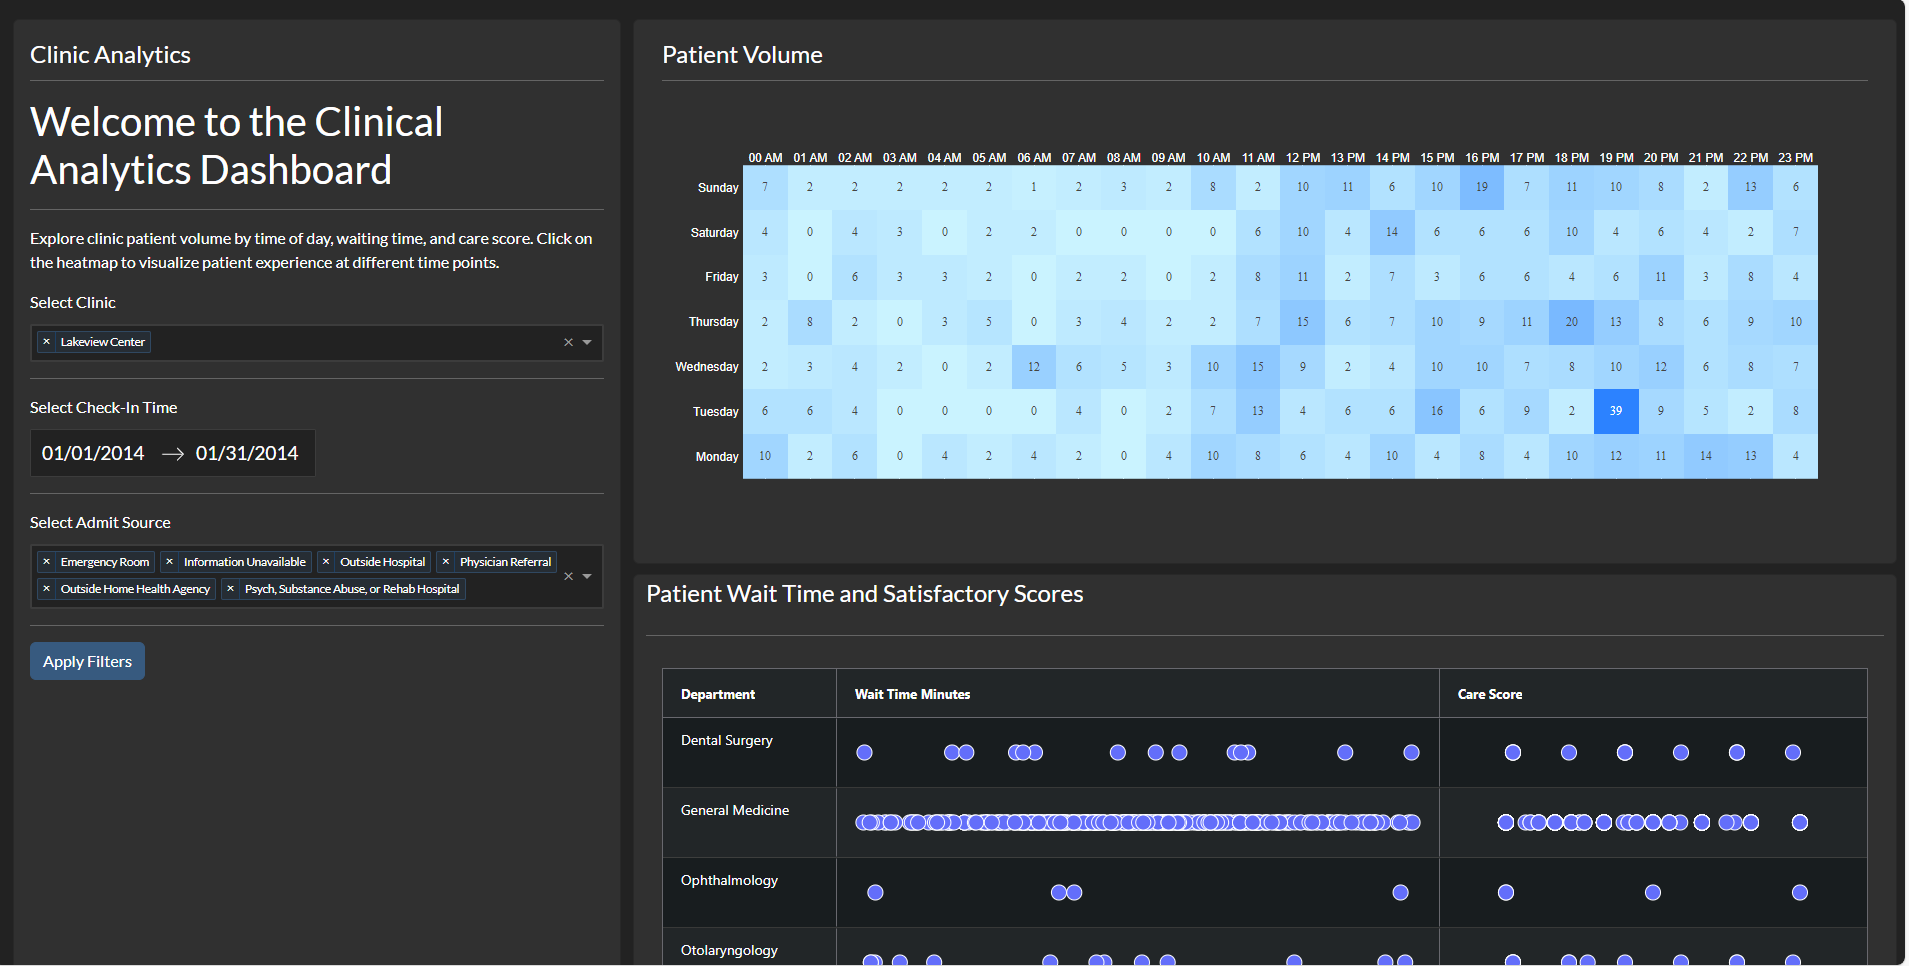 Clinic Analytics
Welcome to the Clinical
Analytics Dashboard
Explore clinic patient volume by time of day, waiting time, and care score. Click on
the heatmap to visualize patient experience at different time points.
Select Clinic
× Lakeview Center ×
Select Check-In Time
01/01/2014 → 01/31/2014
Select Admit Source
× Emergency Room × Information Unavailable × Outside Hospital × Physician Referral ×
× Outside Home Health Agency × Psych, Substance Abuse, or Rehab Hospital
Apply Filters
Patient Volume
00 AM 01 AM 02 AM 03 AM 04 AM 05 AM 06 AM 07 AM 08 AM 09 AM 10 AM 11 AM 12 PM 13 PM 14 PM 15 PM 16 PM 17 PM 18 PM 19 PM 20 PM 21 PM 22 PM 23 PM
Sunday 7 2 2 2 2 2 1 2 3 2 8 2 10 11 6 10 19 7 11 10 8 2 13 6
Saturday 4 0 4 3 0 2 2 0 0 0 0 6 10 4 14 6 6 6 10 4 6 4 2 7
Friday 3 0 6 3 3 2 0 2 2 0 2 8 11 2 7 3 6 6 4 6 11 3 8 4
Thursday 2 8 2 0 3 5 0 3 4 2 2 7 15 6 7 10 9 11 20 13 8 6 9 10
Wednesday 2 3 4 2 0 2 12 6 5 3 10 15 9 2 4 10 10 7 8 10 12 6 8 7
Tuesday 6 6 4 0 0 0 0 4 0 2 7 13 4 6 6 16 6 9 2 39 9 5 2 8
Monday 10 2 6 0 4 2 4 2 0 4 10 8 6 4 10 4 8 4 10 12 11 14 13 4
Patient Wait Time and Satisfactory Scores
Department Wait Time Minutes Care Score
Dental Surgery
General Medicine
Ophthalmology
Otolaryngology